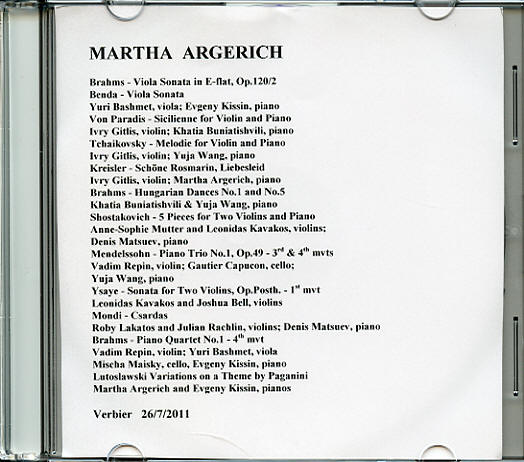 MARTHA ARGERICH
Brahms - Viola Sonata in E-flat, Op.120/2
Benda - Viola Sonata
Yuri Bashmet, viola; Evgeny Kissin, piano
Von Paradis - Sicilienne for Violin and Piano
Ivry Gitlis, violin; Khatia Buniatishvili, piano
Tchaikovsky - Melodie for Violin and Piano
Ivry Gitlis, violin; Yuja Wang, piano
Kreisler - Schöne Rosmarin, Liebesleid
Ivry Gitlis, violin; Martha Argerich, piano
Brahms - Hungarian Dances No.1 and No.5
Khatia Buniatishvili & Yuja Wang, piano
Shostakovich - 5 Pieces for Two Violins and Piano
Anne-Sophie Mutter and Leonidas Kavakos, violins;
Denis Matsuev, piano
Mendelssohn - Piano Trio No.1, Op.49 - 3rd & 4th mvts
Vadim Repin, violin; Gautier Capucon, cello;
Yuja Wang, piano
Ysaye - Sonata for Two Violins, Op.Posth. - 1st mvt
Leonidas Kavakos and Joshua Bell, violins
Mondi - Csardas
Roby Lakatos and Julian Rachlin, violins; Denis Matsuev, piano
Brahms - Piano Quartet No.1 - 4th mvt
Vadim Repin, violin; Yuri Bashmet, viola
Mischa Maisky, cello, Evgeny Kissin, piano
Lutoslawski Variations on a Theme by Paganini
Martha Argerich and Evgeny Kissin, pianos
Verbier 26/7/2011